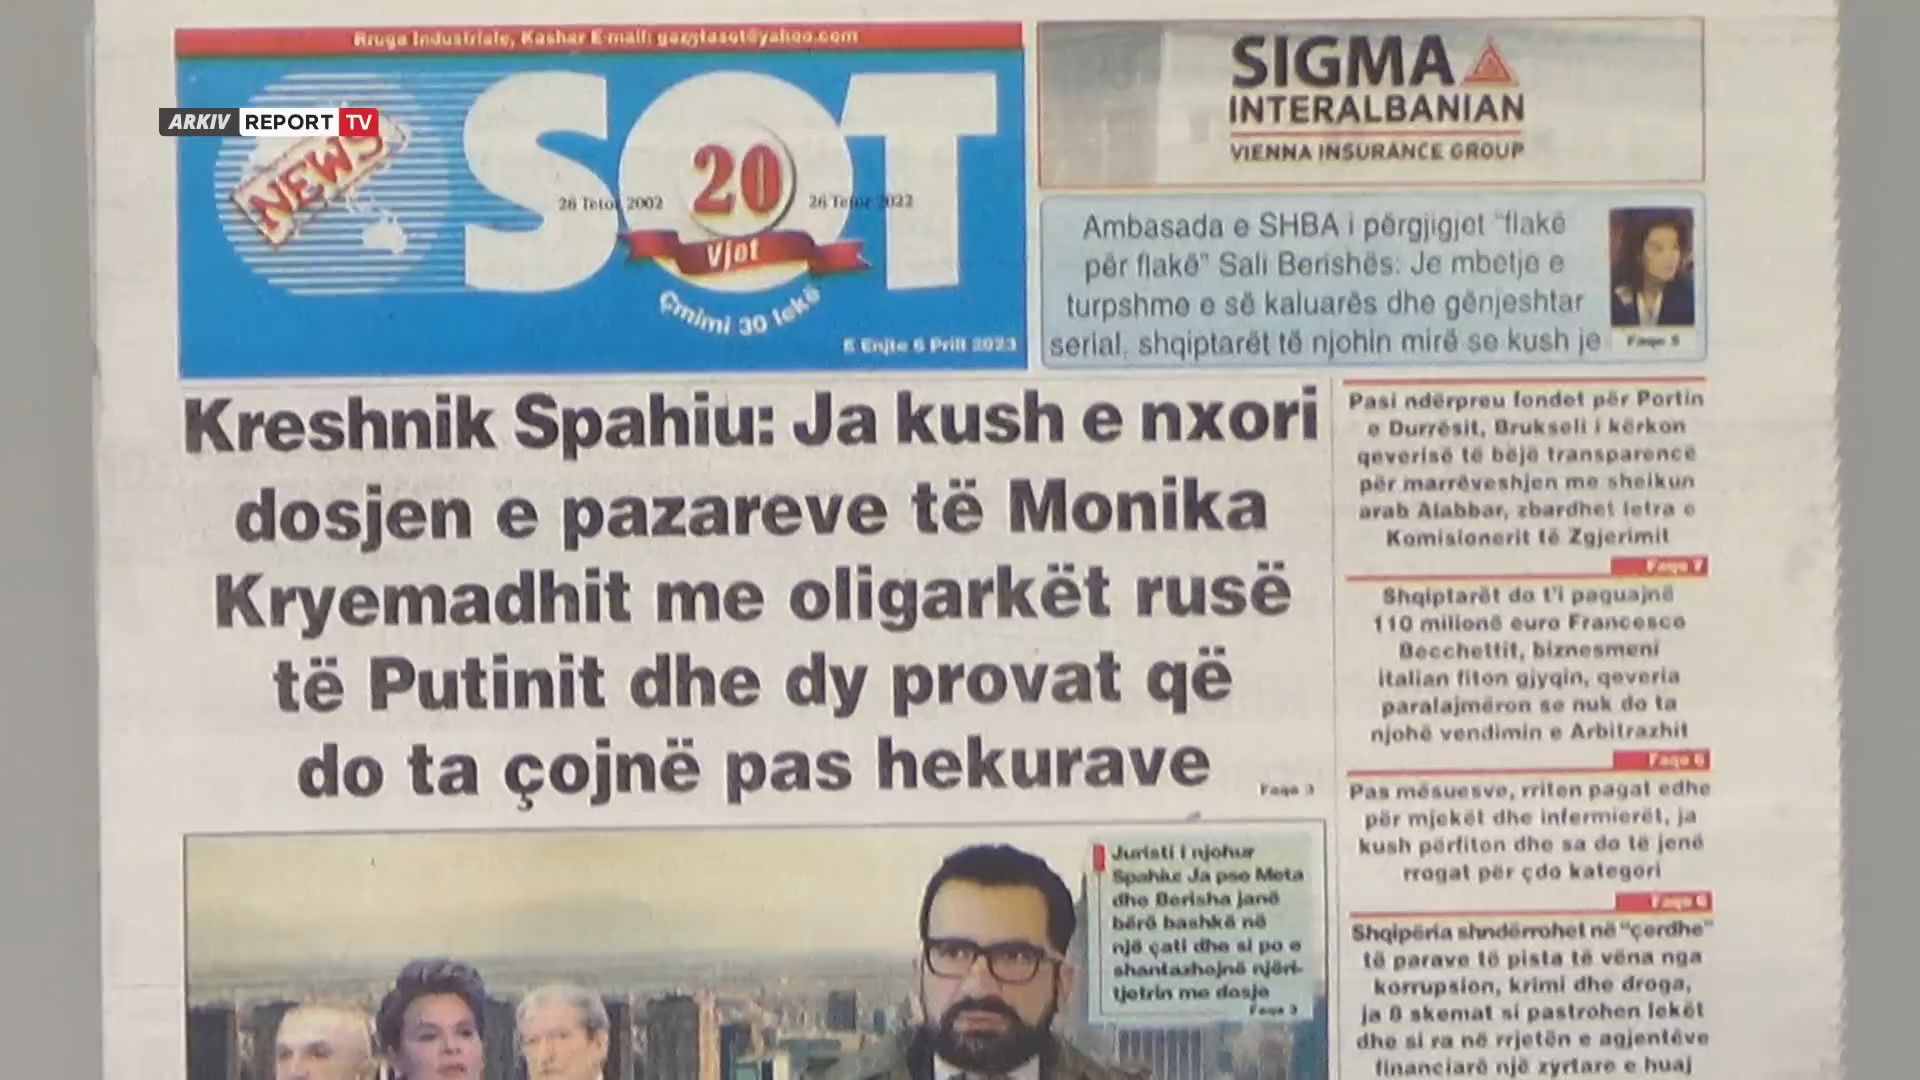 Rruga Industriale, Kashar E-mail: gazetasot@yahoo.com
ARKIV REPORT TV
NEWS
SOT
26 Tetor 2002
20
26 Tetor 2022
Vjet
Çmimi 30 lekë
E Enjte 6 Prill 2023
SIGMA
INTERALBANIAN
VIENNA INSURANCE GROUP
Ambasada e SHBA i përgjigjet "flakë
për flakë" Sali Berishës: Je mbetje e
turpshme e së kaluarës dhe gënjeshtar
serial, shqiptarët të njohin mirë se kush je
Faqe 5
Kreshnik Spahiu: Ja kush e nxori
dosjen e pazareve të Monika
Kryemadhit me oligarkët rusë
të Putinit dhe dy provat që
do ta çojnë pas hekurave
Faqe 3
Juristi i njohur
Spahiu: Ja pse Meta
dhe Berisha janë
bërë bashkë në
një çati dhe si po e
shantazhojnë njëri-
tjetrin me dosje
Faqe 3
Pasi ndërpreu fondet për Portin
e Durrësit, Brukseli i kërkon
qeverisë të bëjë transparencë
për marrëveshjen me sheikun
arab Alabbar, zbardhet letra e
Komisionerit të Zgjerimit
Faqe 7
Shqiptarët do t'i paguajnë
110 milionë euro Francesco
Becchettit, biznesmeni
italian fiton gjyqin, qeveria
paralajmëron se nuk do ta
njohë vendimin e Arbitrazhit
Faqe 6
Pas mësuesve, rriten pagat edhe
për mjekët dhe infermierët, ja
kush përfiton dhe sa do të jenë
rrogat për çdo kategori
Faqe 6
Shqipëria shndërrohet në "çerdhe"
të parave të pista të vëna nga
korrupsion, krimi dhe droga,
ja 8 skemat si pastrohen lekët
dhe si ra në rrjetën e agjentëve
financiarë një zyrtare e huaj